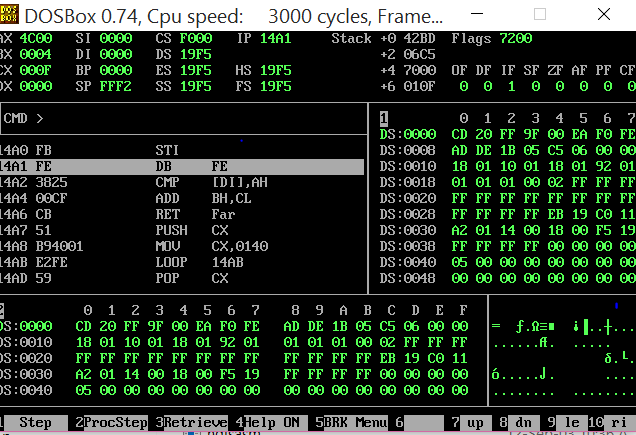 DOSBox 0.74, Cpu speed: 3000 cycles, Frame...
AX 4C00 SI 0000 CS F000 IP 14A1 Stack +0 42BD Flags 7200
BX 0004 DI 0000 DS 19F5 +2 06C5
CX 000F BP 0000 ES 19F5 HS 19F5 +4 7000 OF DF IF SF ZF AF PF CF
DX 0000 SP FFF2 SS 19F5 FS 19F5 +6 010F 0 0 1 0 0 0 0 0
CMD >
1 0 1 2 3 4 5 6 7
DS:0000 CD 20 FF 9F 00 EA F0 FE
DS:0008 AD DE 1B 05 C5 06 00 00
DS:0010 18 01 10 01 18 01 92 01
DS:0018 01 01 01 00 02 FF FF FF
DS:0020 FF FF FF FF FF FF FF FF
DS:0028 FF FF FF FF EB 19 C0 11
DS:0030 A2 01 14 00 18 00 F5 19
DS:0038 FF FF FF FF 00 00 00 00
DS:0040 05 00 00 00 00 00 00 00
DS:0048 00 00 00 00 00 00 00 00
14A0 FB STI
14A1 FE DB FE
14A2 3825 CMP [DI],AH
14A4 00CF ADD BH,CL
14A6 CB RET Far
14A7 51 PUSH CX
14A8 B94001 MOV CX,0140
14AB E2FE LOOP 14AB
14AD 59 POP CX
2 0 1 2 3 4 5 6 7 8 9 A B C D E F
DS:0000 CD 20 FF 9F 00 EA F0 FE AD DE 1B 05 C5 06 00 00
DS:0010 18 01 10 01 18 01 92 01 01 01 01 00 02 FF FF FF
DS:0020 FF FF FF FF FF FF FF FF FF FF FF FF EB 19 C0 11
DS:0030 A2 01 14 00 18 00 F5 19 FF FF FF FF 00 00 00 00
DS:0040 05 00 00 00 00 00 00 00 00 00 00 00 00 00 00 00
1 Step 2ProcStep 3Retrieve 4Help ON 5BRK Menu 6 7 up 8 dn 9 le 10 ri